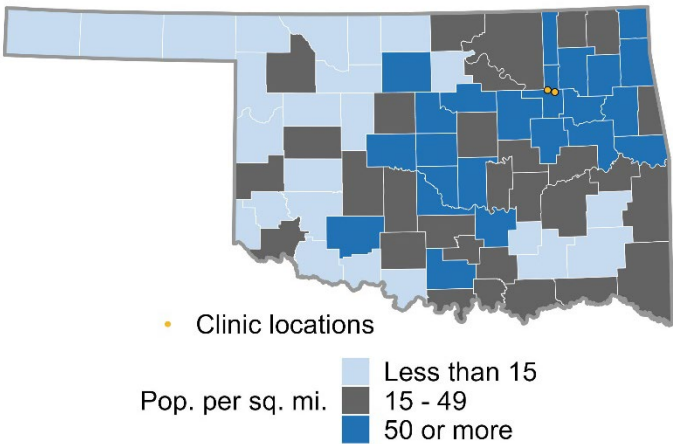 Clinic locations
Pop. per sq. mi.
Less than 15
15 - 49
50 or more